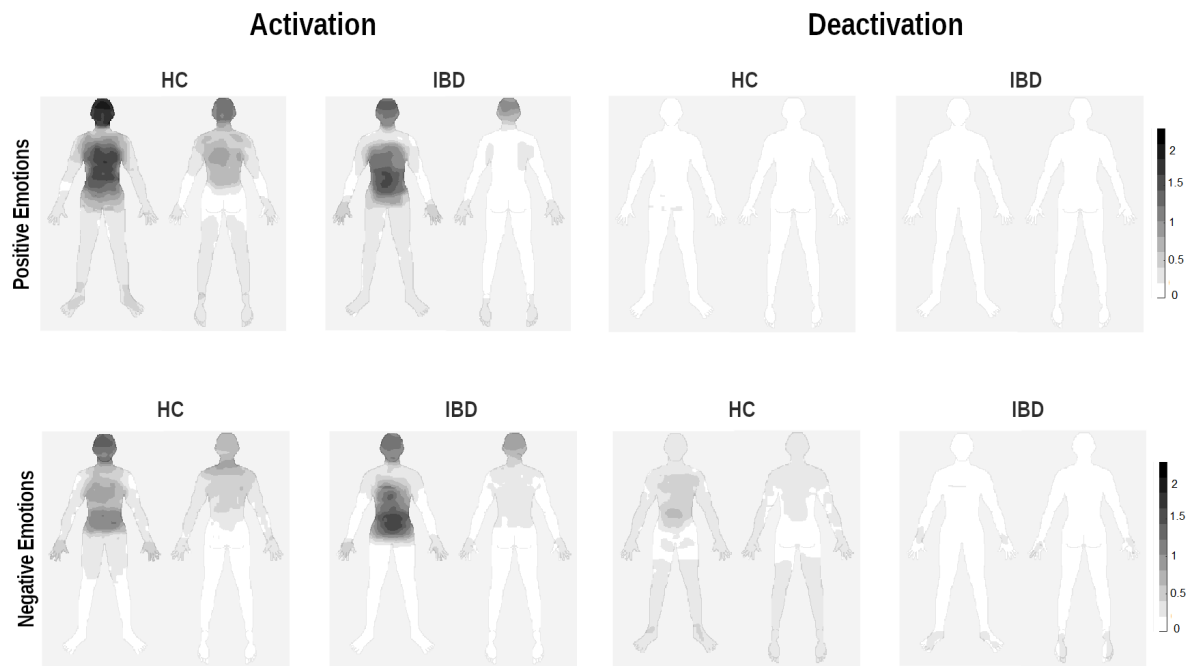 Activation
Deactivation
HC
IBD
HC
IBD
Positive Emotions
2
1.5
1
0.5
0
HC
IBD
HC
IBD
Negative Emotions
2
1.5
1
0.5
0